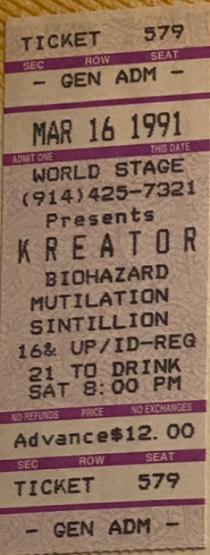 TICKET 579
SEC ROW SEAT
- GEN ADM -
MAR 16 1991
ADMIT ONE THIS DATE
WORLD STAGE
(914)425-7321
Presents
KREATOR
BIOHAZARD
MUTILATION
SINTILLION
16& UP/ID-REG
21 TO DRINK
SAT 8:00 PM
NO REFUNDS PRICE NO EXCHANGES
Advance$12.00
SEC ROW SEAT
TICKET 579
- GEN ADM -